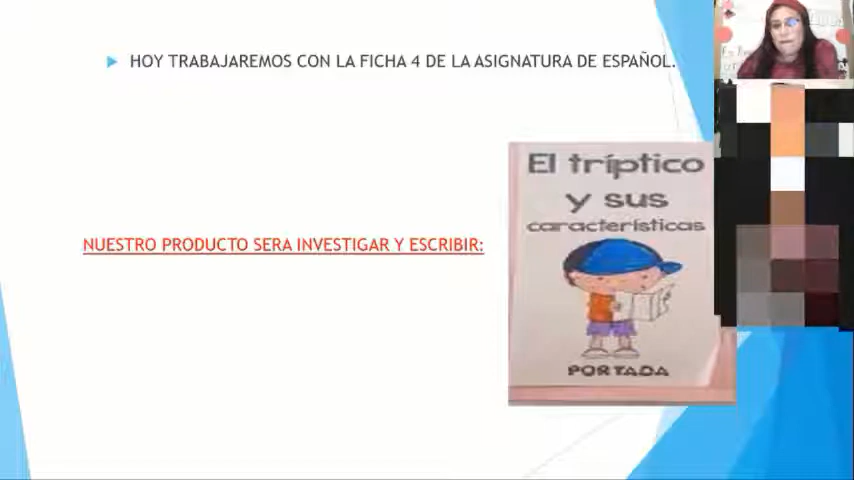 HOY TRABAJAREMOS CON LA FICHA 4 DE LA ASIGNATURA DE ESPAÑOL.
El tríptico
y sus
características
NUESTRO PRODUCTO SERA INVESTIGAR Y ESCRIBIR:
PORTADA